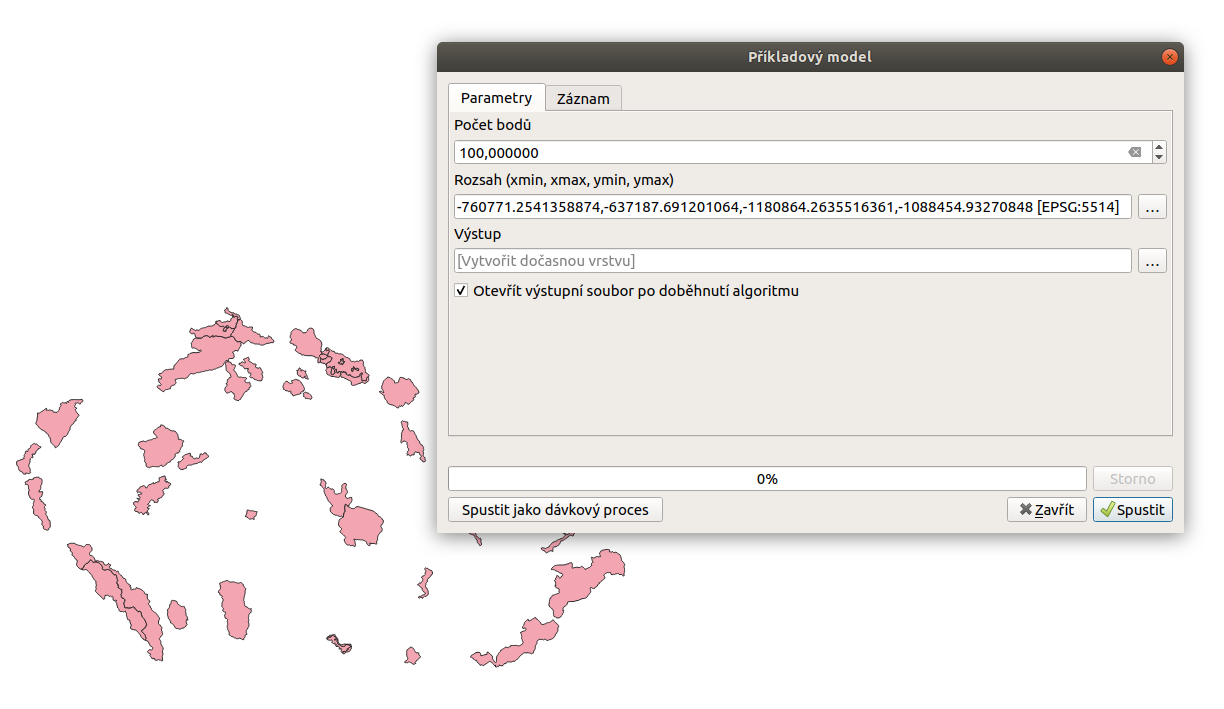 Příkladový model
Parametry
Záznam
Počet bodů
100,000000
Rozsah (xmin, xmax, ymin, ymax)
-760771.2541358874,-637187.691201064,-1180864.2635516361,-1088454.93270848 [EPSG:5514]
...
Výstup
[Vytvořit dočasnou vrstvu]
...
Otevřít výstupní soubor po doběhnutí algoritmu
0%
Storno
Spustit jako dávkový proces
Zavřít
Spustit